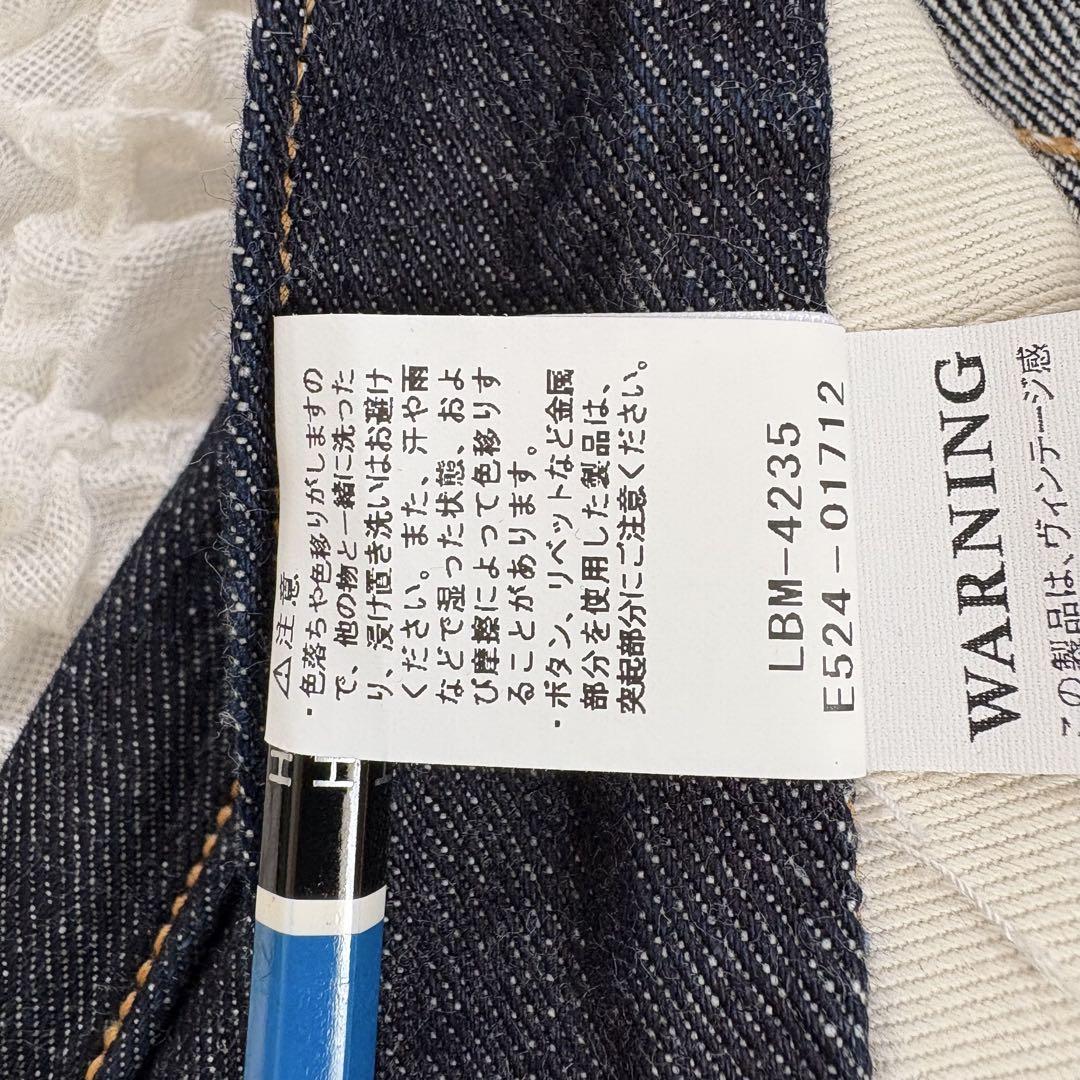 ⚠注意
・色落ちや色移りがしますの
で、他の物と一緒に洗った
り、浸け置き洗いはお避け
ください。また、汗や雨
などで湿った状態、およ
び摩擦によって色移りす
ることがあります。
・ボタン、リベットなど金属
部分を使用した製品は、
突起部分にご注意ください。
LBM-4235
E524-01712
WARNING
この製品は、ヴィンテージ感
H
H